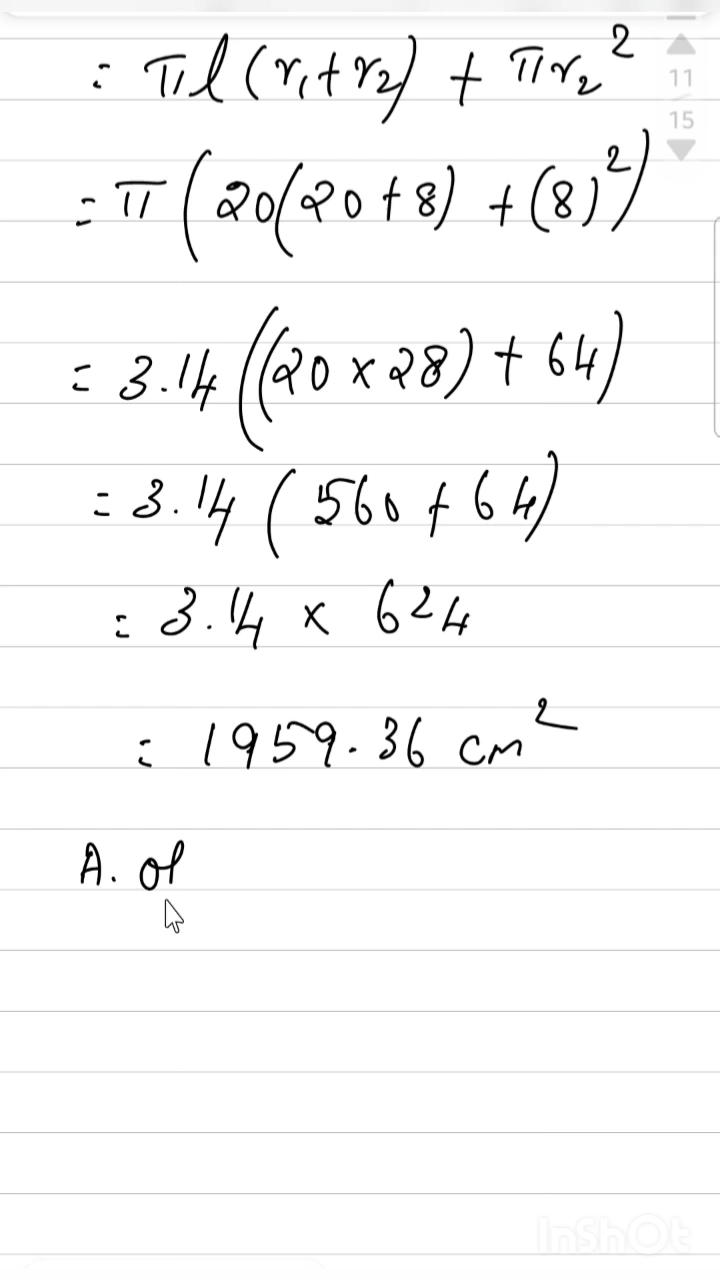 = πl(r₁+r₂) + πr₂²
11
= π(20(20+8) + (8)²)
15
= 3.14((20×28) + 64)
= 3.14(560+64)
= 3.14 × 624
= 1959.36 cm²
A. of
InShOt